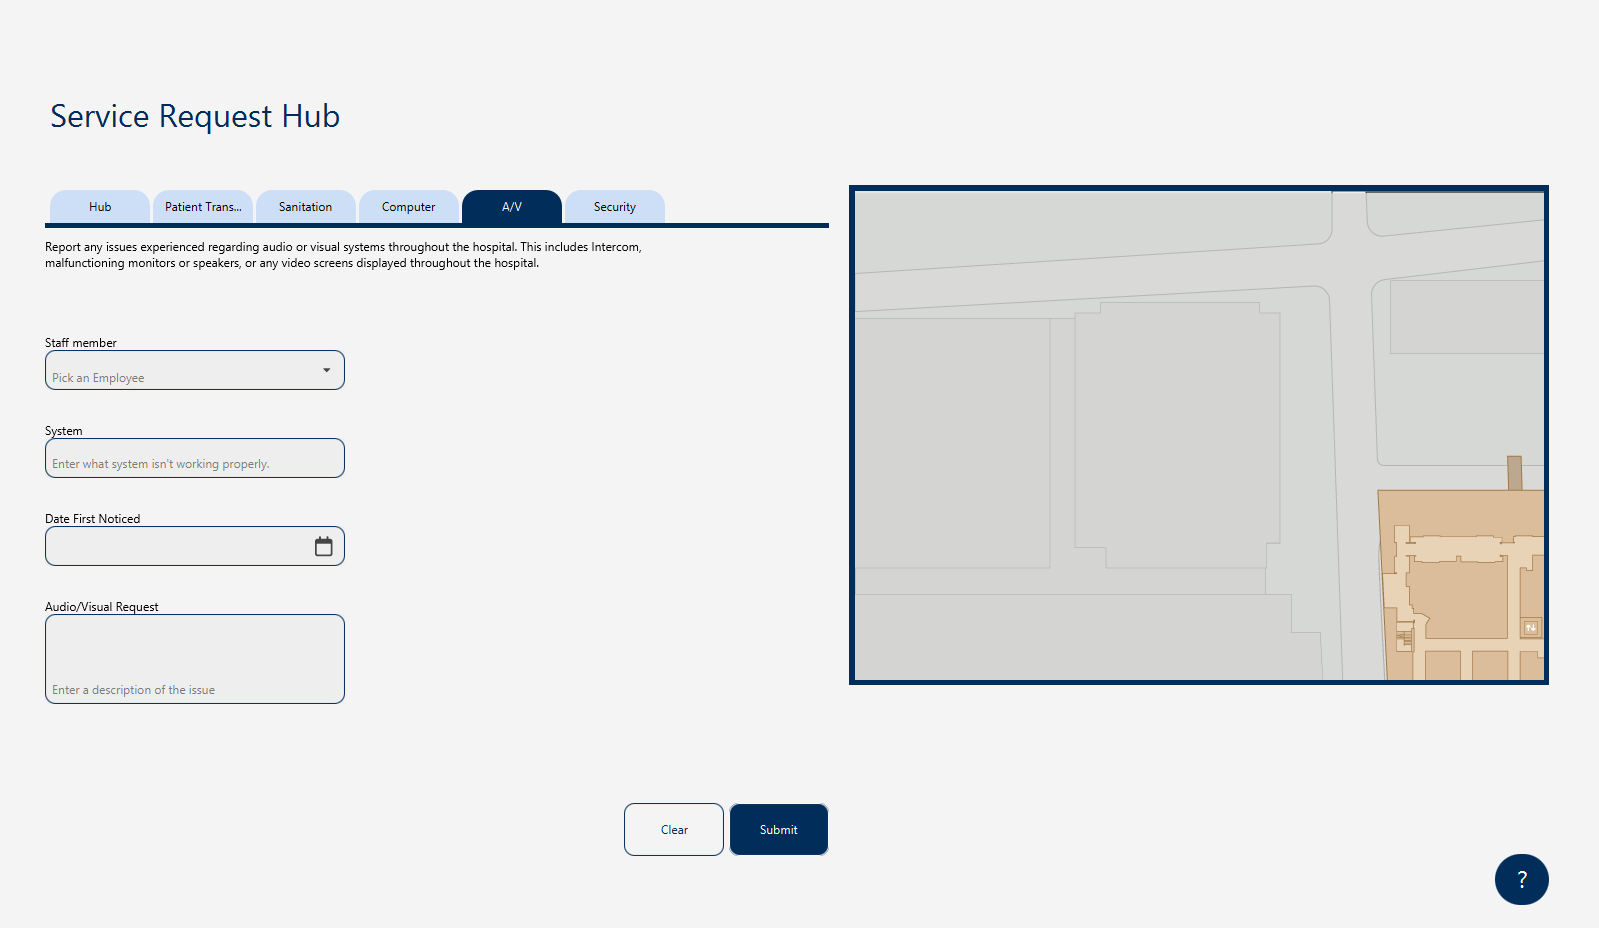 Service Request Hub
Hub
Patient Trans...
Sanitation
Computer
A/V
Security
Report any issues experienced regarding audio or visual systems throughout the hospital. This includes Intercom,
malfunctioning monitors or speakers, or any video screens displayed throughout the hospital.
Staff member
Pick an Employee
System
Enter what system isn't working properly.
Date First Noticed
Audio/Visual Request
Enter a description of the issue
Clear
Submit
?